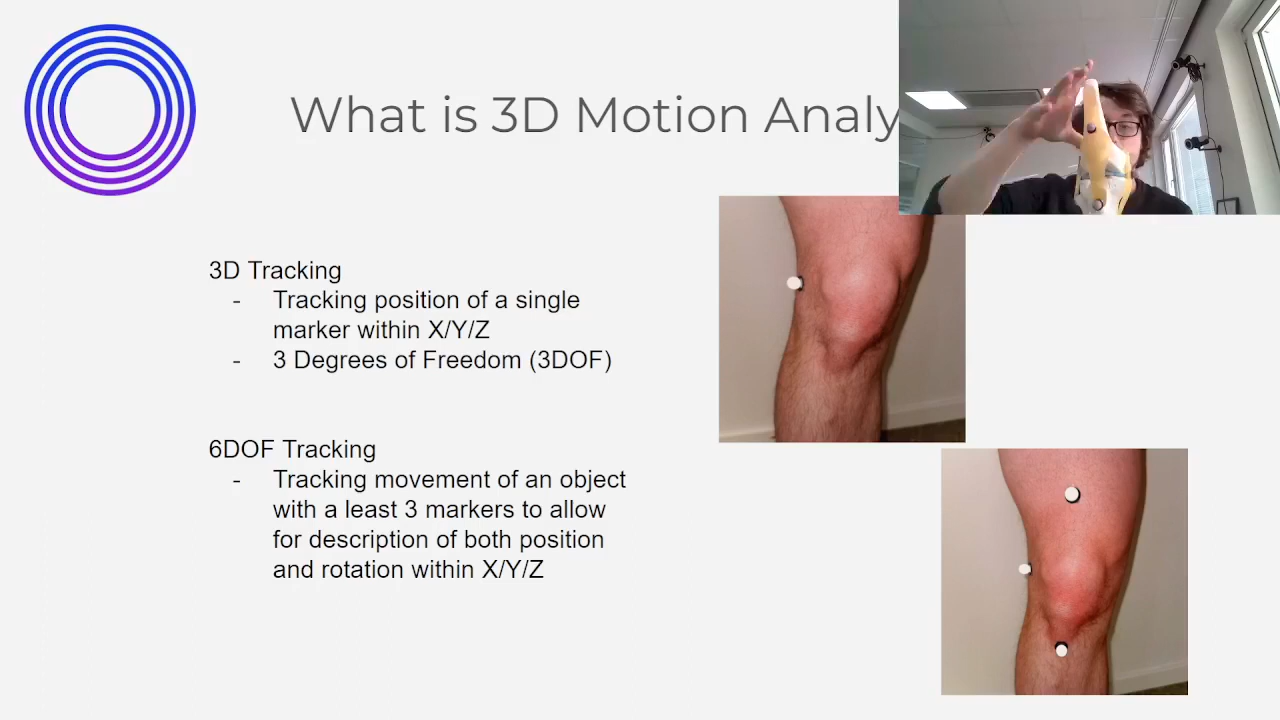 What is 3D Motion Analy
3D Tracking
- Tracking position of a single
marker within X/Y/Z
- 3 Degrees of Freedom (3DOF)
6DOF Tracking
- Tracking movement of an object
with a least 3 markers to allow
for description of both position
and rotation within X/Y/Z